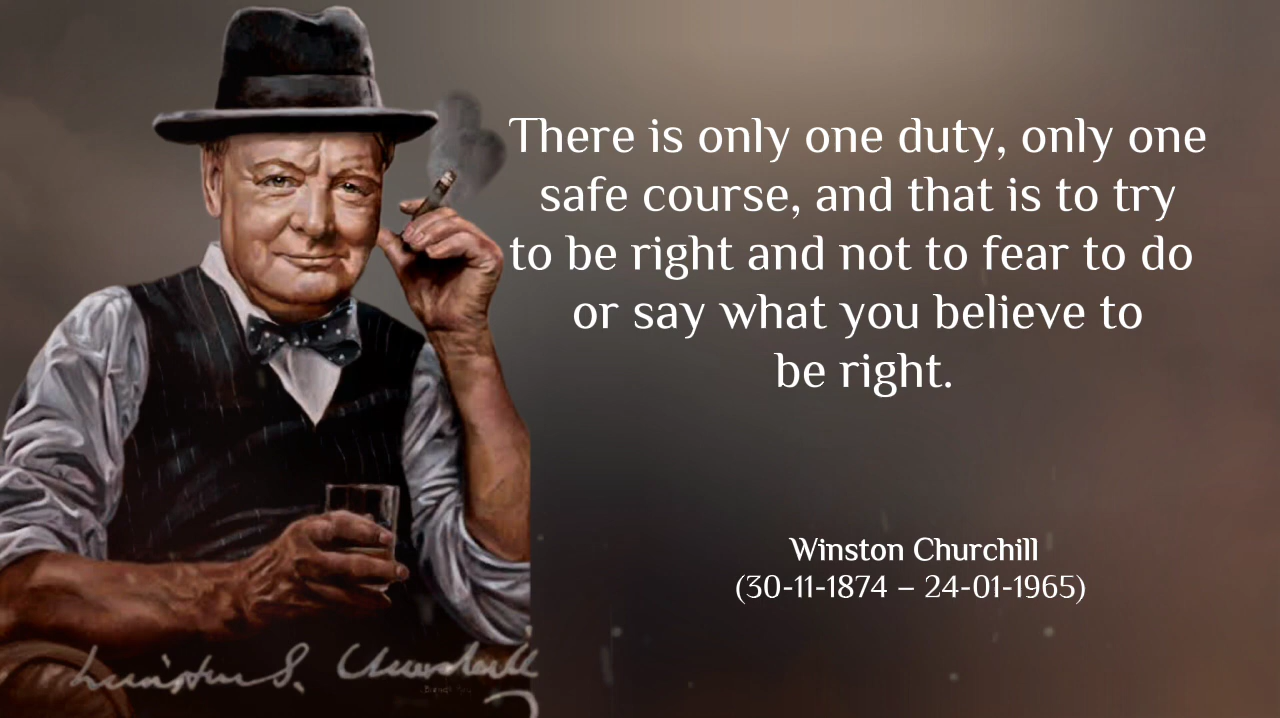 There is only one duty, only one
safe course, and that is to try
to be right and not to fear to do
or say what you believe to
be right.
Winston Churchill
(30-11-1874 – 24-01-1965)
Winston S. Churchill